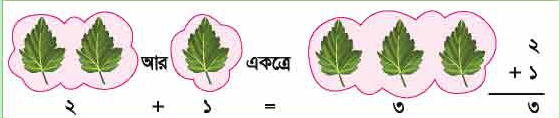 আর একত্রে
২ + ১ = ৩
২
+ ১
৩